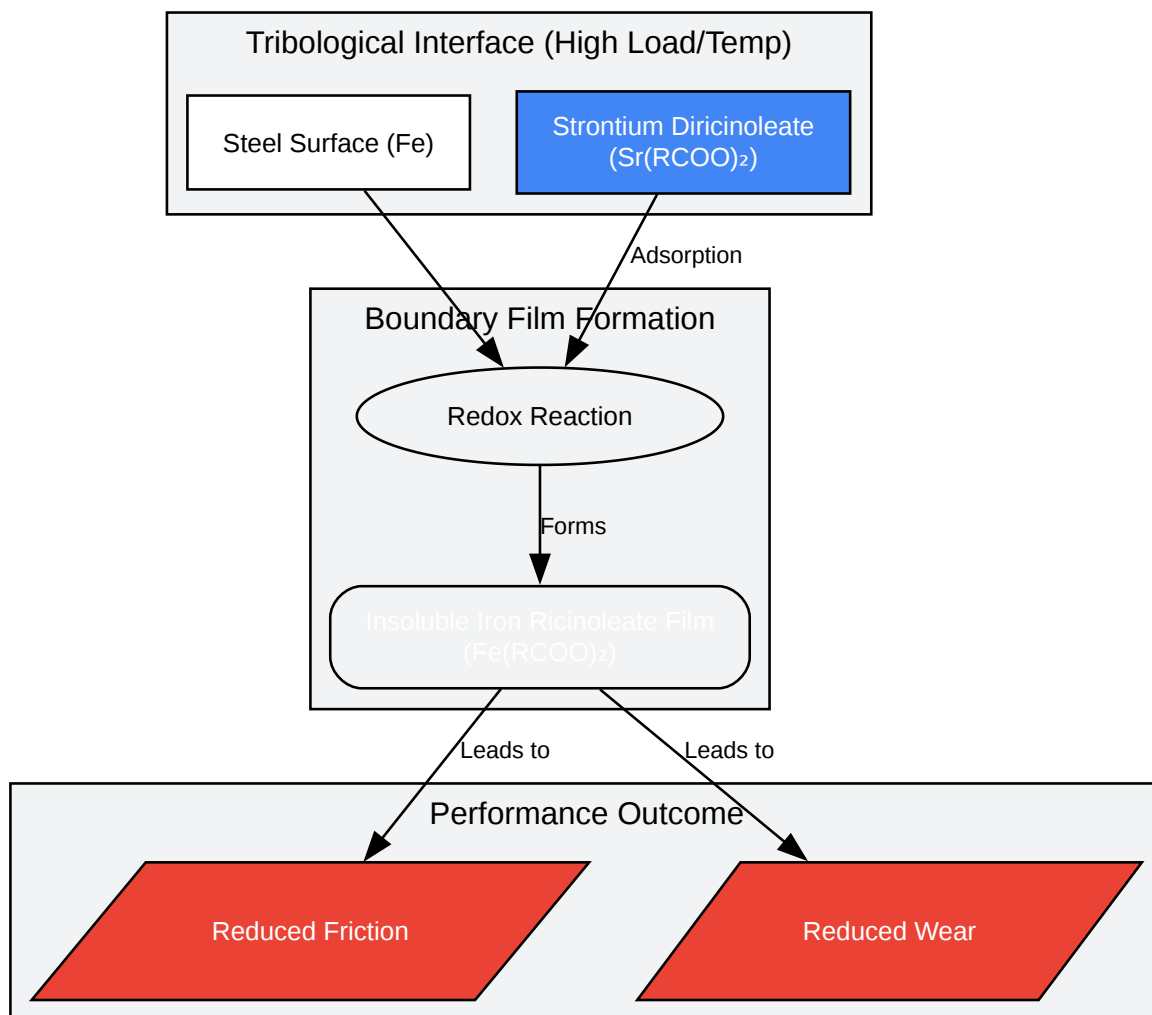 Tribological Interface (High Load/Temp)
Steel Surface (Fe)
Strontium Diricinoleate
(Sr(RCOO)₂)
Adsorption
Boundary Film Formation
Redox Reaction
Forms
Insoluble Iron Ricinoleate Film
(Fe(RCOO)₂)
Leads to
Leads to
Performance Outcome
Reduced Friction
Reduced Wear